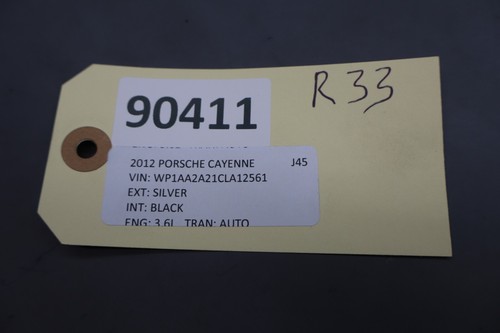 R33
90411
2012 PORSCHE CAYENNE J45
VIN: WP1AA2A21CLA12561
EXT: SILVER
INT: BLACK
ENG: 3.6L TRAN: AUTO